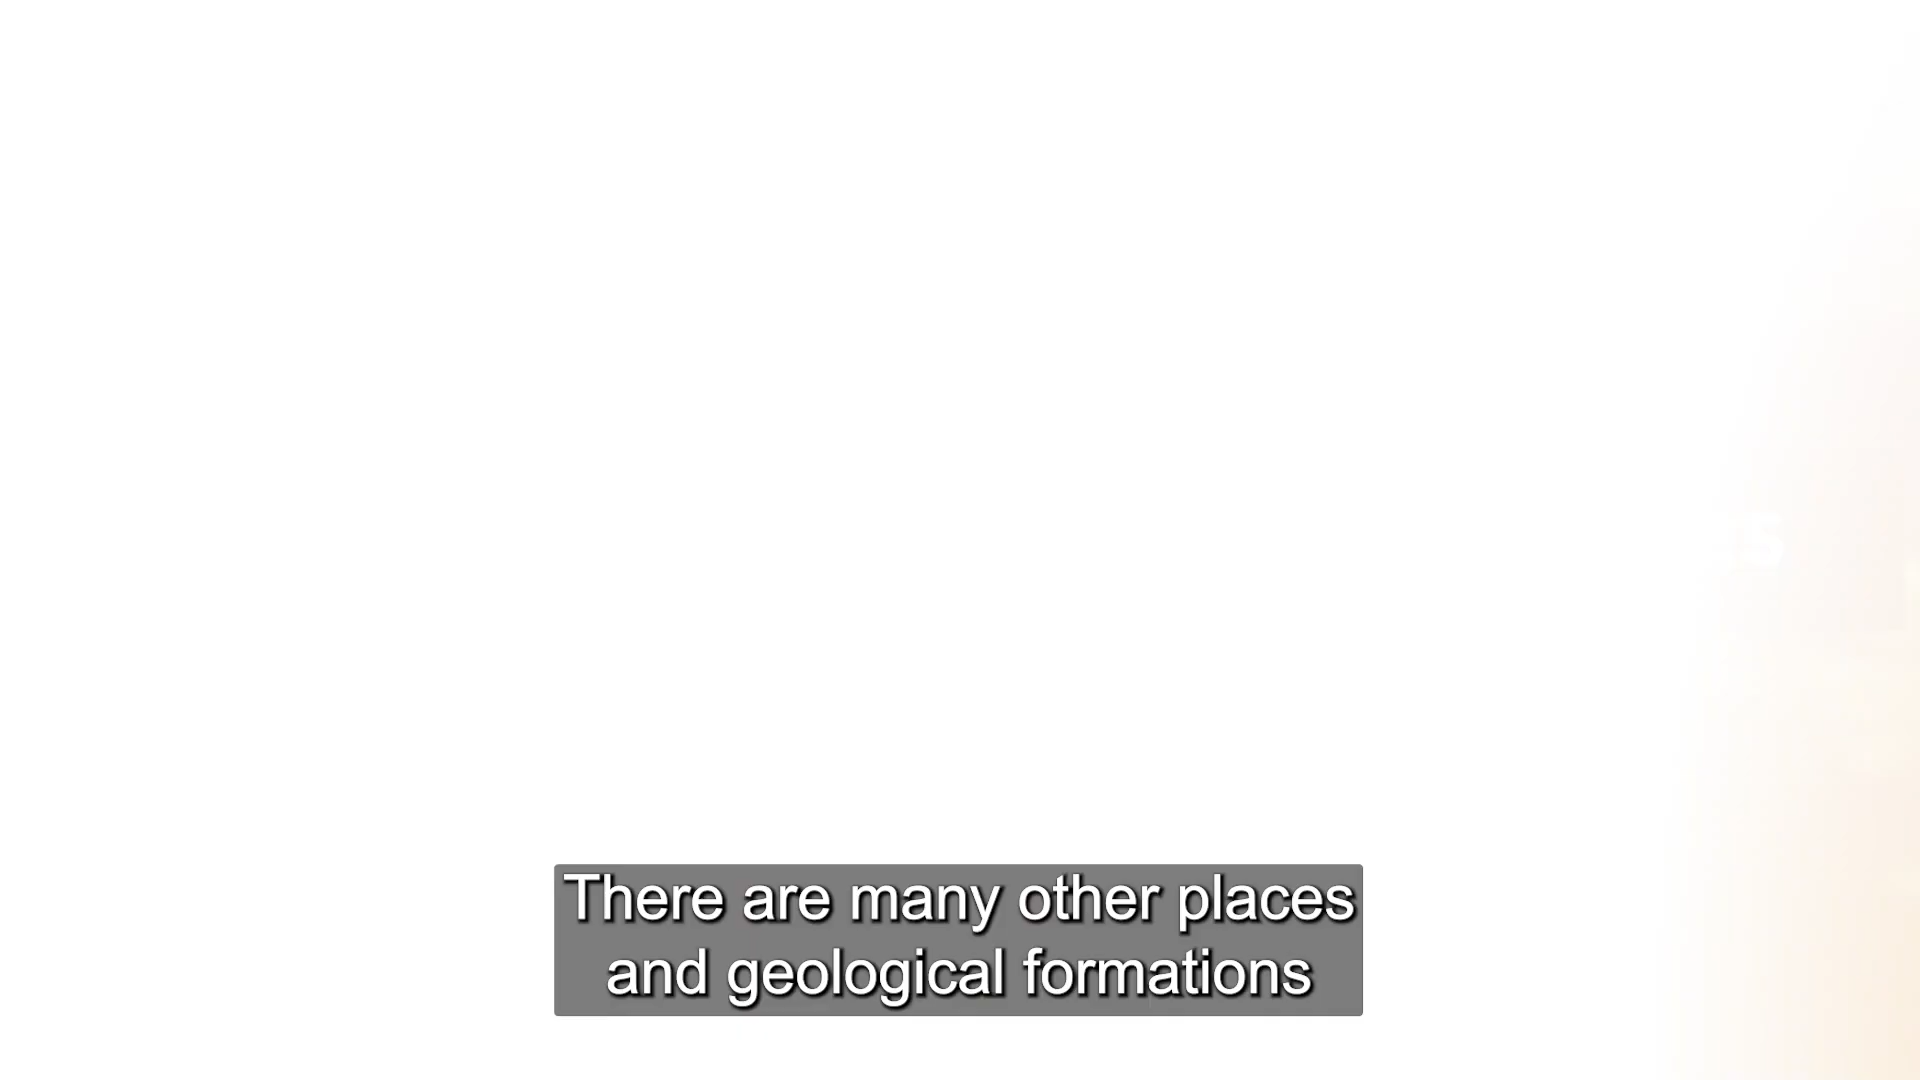 There are many other places
and geological formations